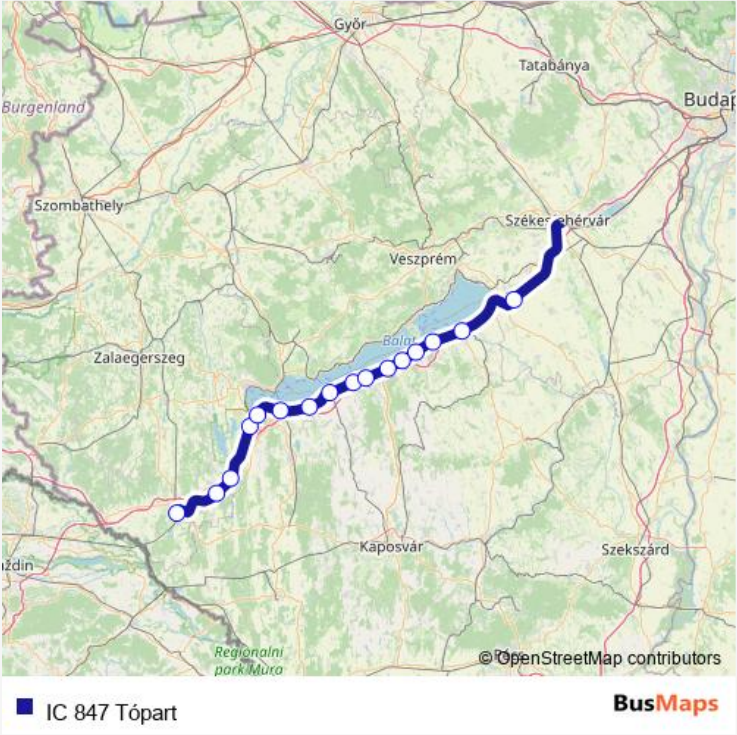 Győr
Tatabánya
Budap
Burgenland
Szombathely
Székesfehérvár
Veszprém
Balat
Zalaegerszeg
Kaposvár
Szekszárd
ždin
Regionalni
park Mura
© OpenStreetMap contributors
IC 847 Tópart
BusMaps